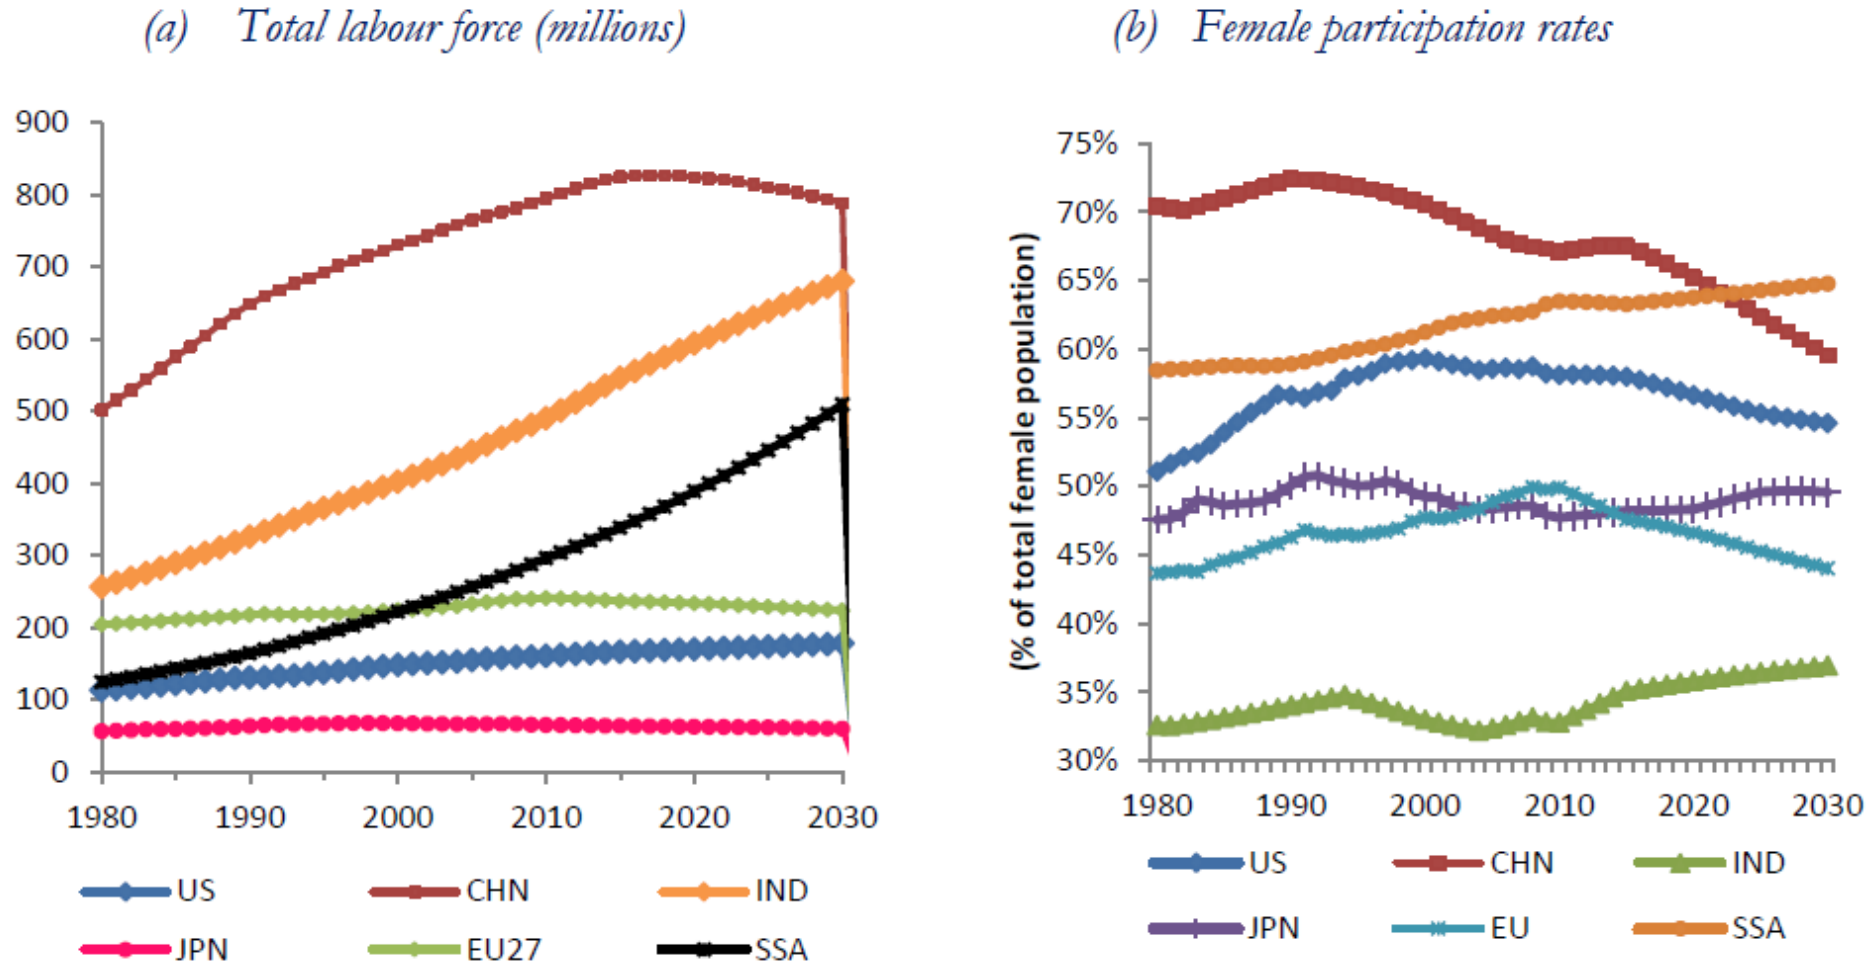 (a) Total labour force (millions)
900
800
700
600
500
400
300
200
100
0
1980 1990 2000 2010 2020 2030
US CHN IND
JPN EU27 SSA
(b) Female participation rates
(% of total female population)
75%
70%
65%
60%
55%
50%
45%
40%
35%
30%
1980 1990 2000 2010 2020 2030
US CHN IND
JPN EU SSA